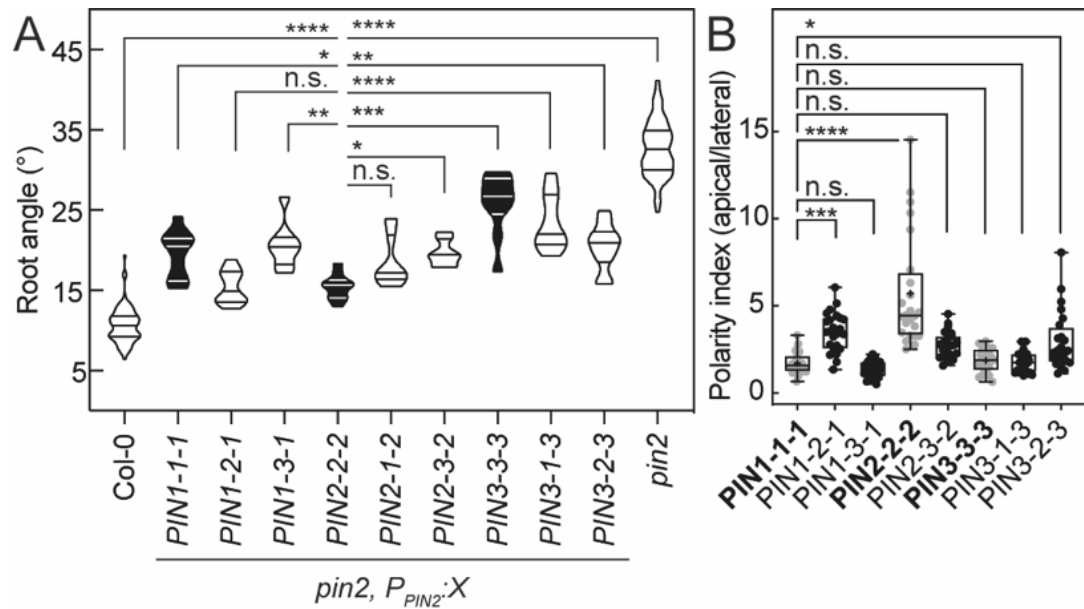 A
Root angle (°)
45
35
25
15
5
**** ****
* **
n.s. ****
** ***
*
n.s.
Col-0
PIN1-1-1
PIN1-2-1
PIN1-3-1
PIN2-2-2
PIN2-1-2
PIN2-3-2
PIN3-3-3
PIN3-1-3
PIN3-2-3
pin2
pin2, PPIN2:X
B
Polarity index (apical/lateral)
15
10
5
0
*
n.s.
n.s.
n.s.
****
n.s.
***
PIN1-1-1
PIN1-2-1
PIN1-3-1
PIN2-2-2
PIN2-3-2
PIN3-3-3
PIN3-1-3
PIN3-2-3